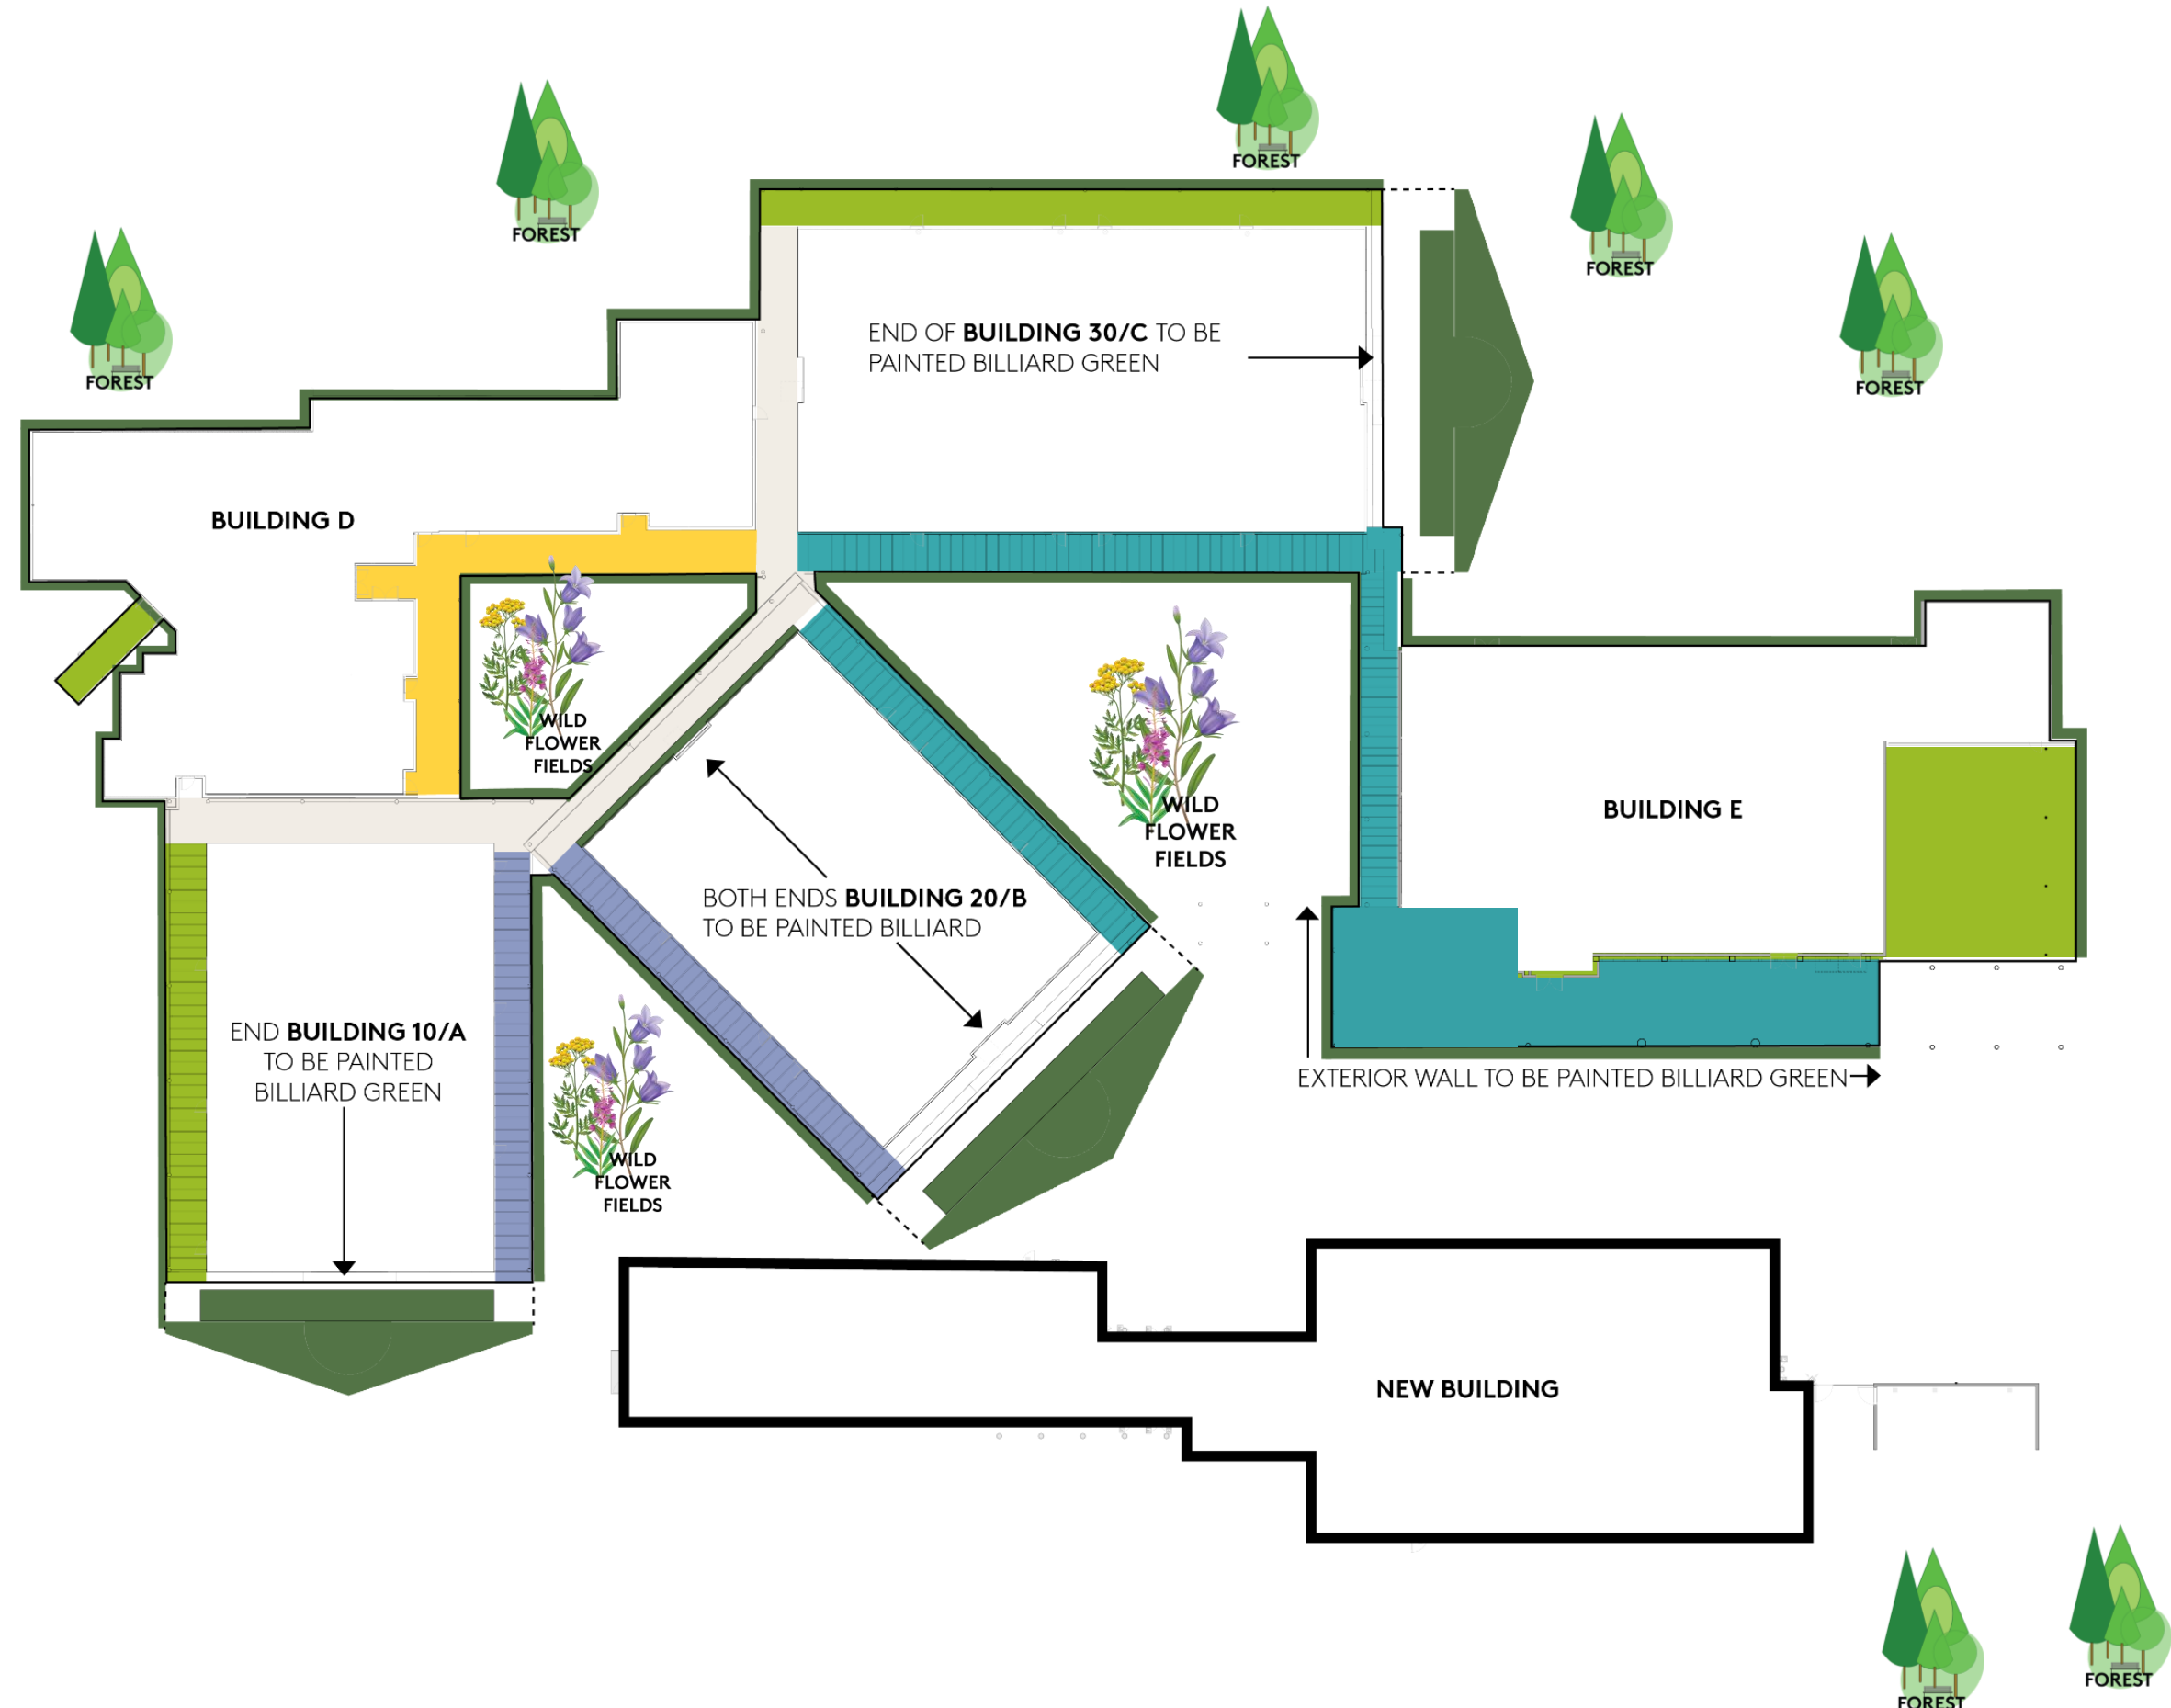 FOREST
FOREST
FOREST
FOREST
END OF BUILDING 30/C TO BE
PAINTED BILLIARD GREEN
FOREST
FOREST
BUILDING D
WILD
FLOWER
FIELDS
WILD
FLOWER
FIELDS
BUILDING E
BOTH ENDS BUILDING 20/B
TO BE PAINTED BILLIARD
END BUILDING 10/A
TO BE PAINTED
BILLIARD GREEN
EXTERIOR WALL TO BE PAINTED BILLIARD GREEN
WILD
FLOWER
FIELDS
NEW BUILDING
FOREST
FOREST